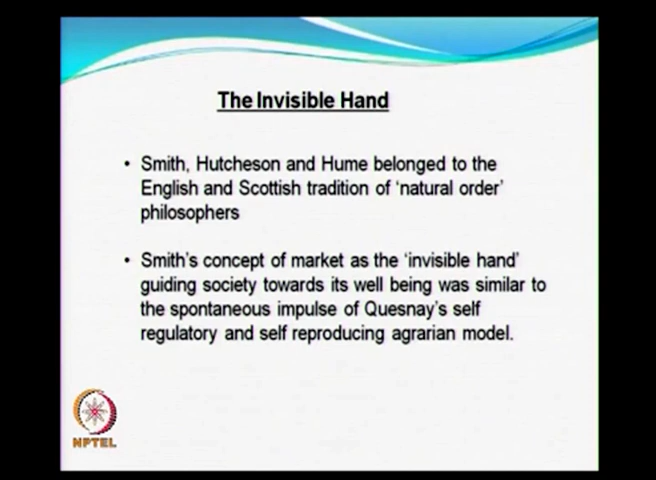 The Invisible Hand
• Smith, Hutcheson and Hume belonged to the
English and Scottish tradition of 'natural order'
philosophers
• Smith's concept of market as the 'invisible hand'
guiding society towards its well being was similar to
the spontaneous impulse of Quesnay's self
regulatory and self reproducing agrarian model.
NPTEL